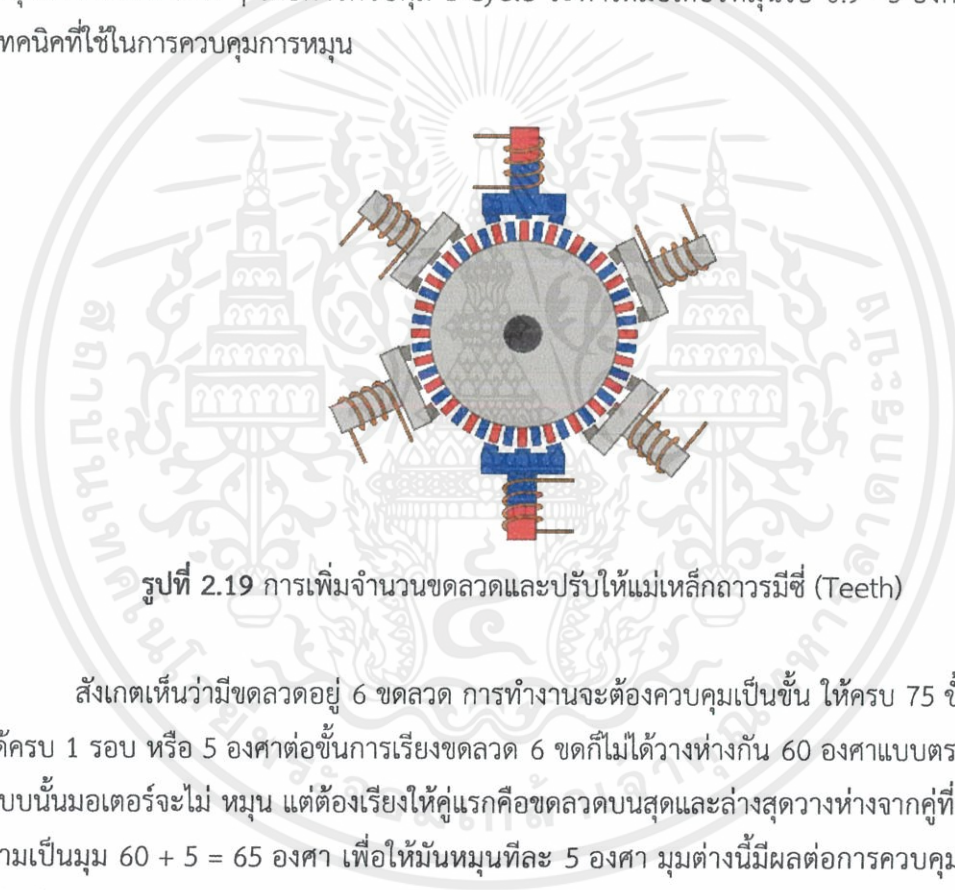 ทคนิคที่ใช้ในการควบคุมการหมุน
รูปที่ 2.19 การเพิ่มจำนวนขดลวดและปรับให้แม่เหล็กถาวรมีซี่ (Teeth)
สังเกตเห็นว่ามีขดลวดอยู่ 6 ขดลวด การทำงานจะต้องควบคุมเป็นขั้น ให้ครบ 75 ขั้
ด้ครบ 1 รอบ หรือ 5 องศาต่อขั้นการเรียงขดลวด 6 ขดก็ไม่ได้วางห่างกัน 60 องศาแบบตร
บบนั้นมอเตอร์จะไม่ หมุน แต่ต้องเรียงให้คู่แรกคือขดลวดบนสุดและล่างสุดวางห่างจากคู่ที่
ามเป็นมุม 60 + 5 = 65 องศา เพื่อให้มันหมุนทีละ 5 องศา มุมต่างนี้มีผลต่อการควบคุม